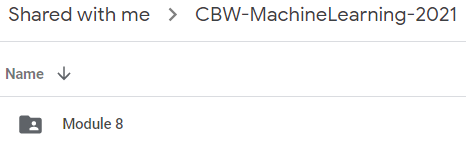 Shared with me > CBW-MachineLearning-2021
Name ↓
Module 8